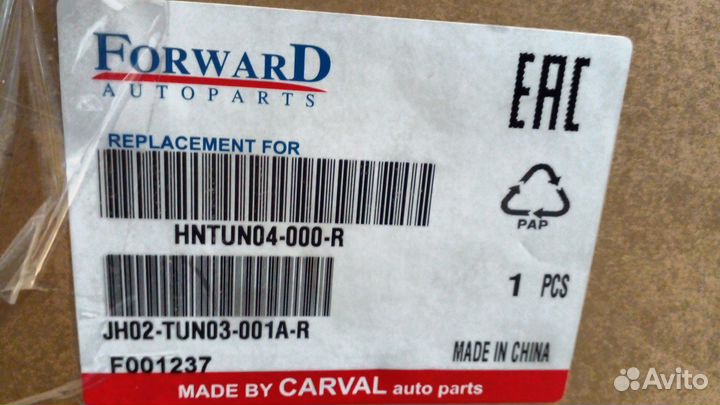 FORWARD
AUTOPARTS
EAC
REPLACEMENT FOR
HNTUN04-000-R
PAP
JH02-TUN03-001A-R
1 PCS
F001237
MADE IN CHINA
MADE BY CARVAL auto parts
Avito